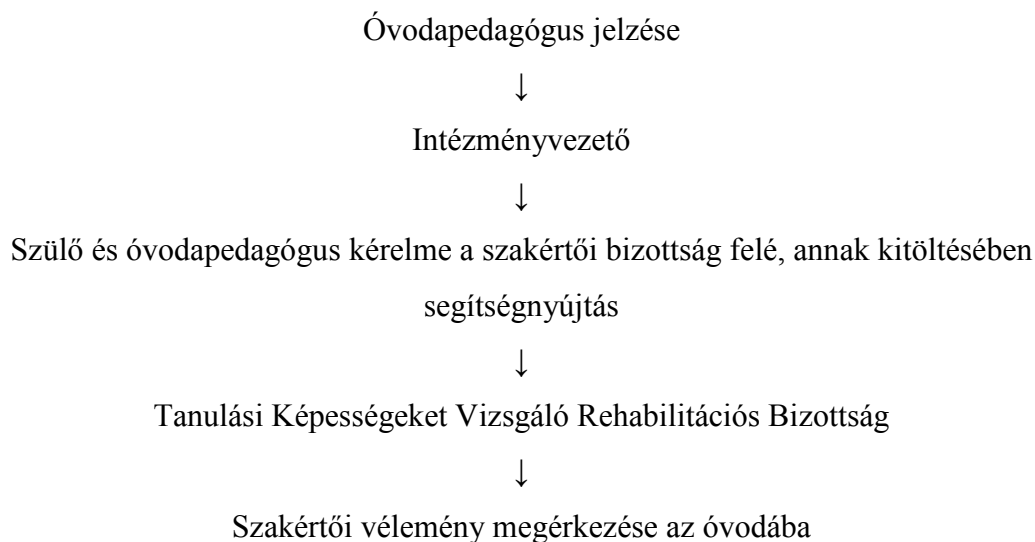 Óvodapedagógus jelzése
↓
Intézményvezető
↓
Szülő és óvodapedagógus kérelme a szakértői bizottság felé, annak kitöltésében
segítségnyújtás
↓
Tanulási Képességeket Vizsgáló Rehabilitációs Bizottság
↓
Szakértői vélemény megérkezése az óvodába